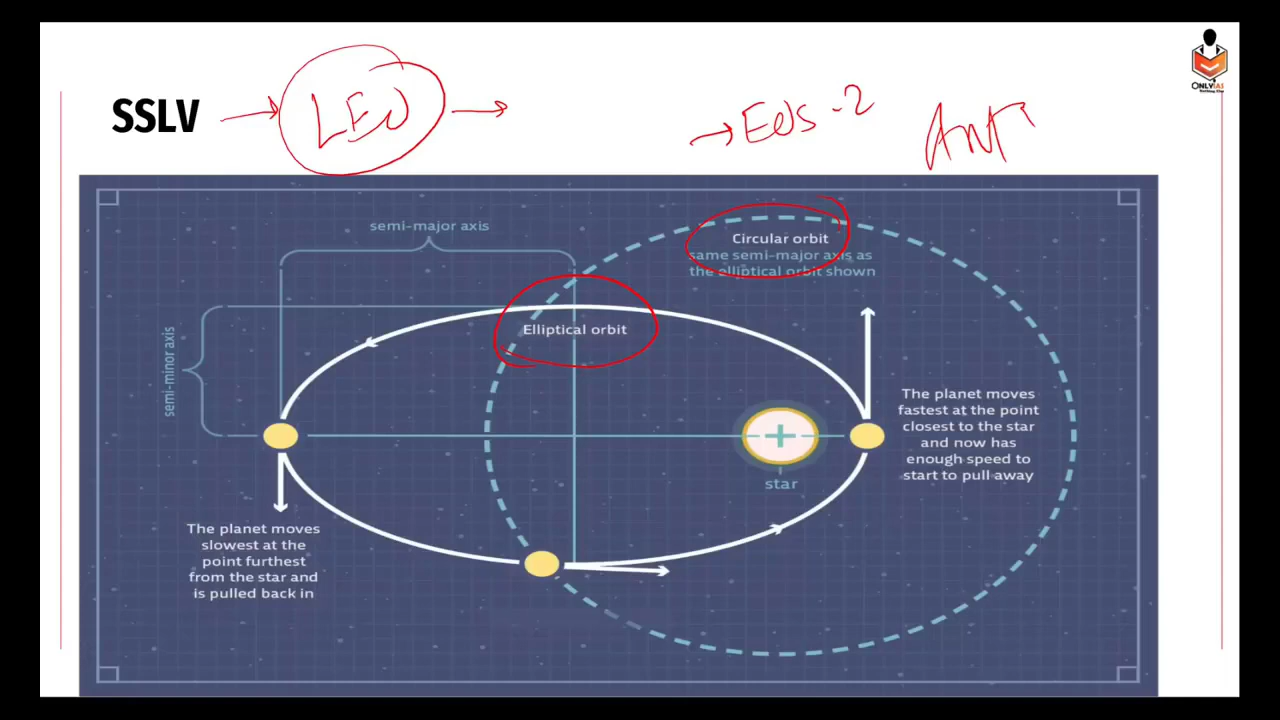 SSLV → LEO → → EOS-2
ONLYIAS
semi-major axis
Circular orbit
same semi-major axis as
the elliptical orbit shown
Elliptical orbit
semi-minor axis
The planet moves
fastest at the point
closest to the star
and now has
enough speed to
start to pull away
star
The planet moves
slowest at the
point furthest
from the star and
is pulled back in